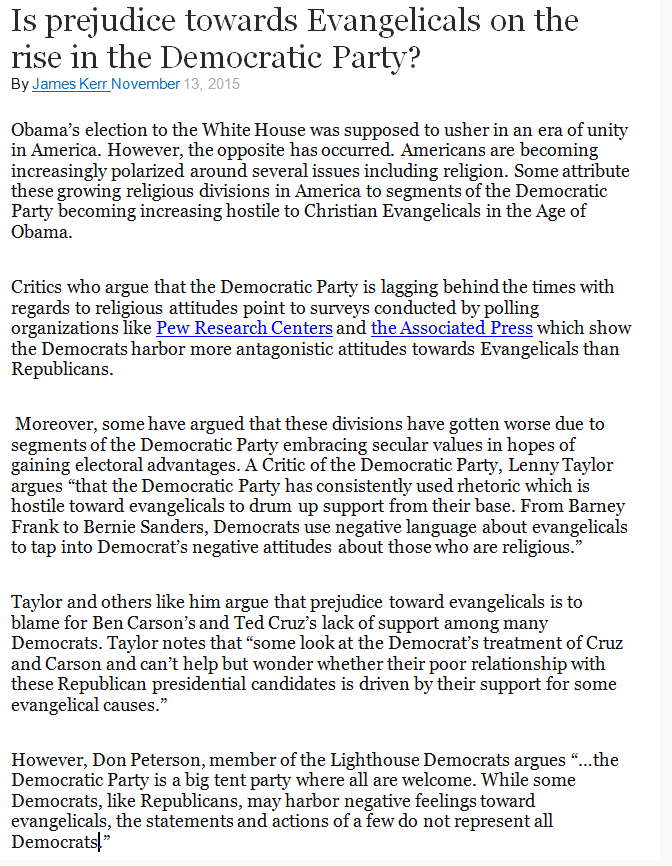 Is prejudice towards Evangelicals on the
rise in the Democratic Party?
By James Kerr November 13, 2015
Obama’s election to the White House was supposed to usher in an era of unity
in America. However, the opposite has occurred. Americans are becoming
increasingly polarized around several issues including religion. Some attribute
these growing religious divisions in America to segments of the Democratic
Party becoming increasing hostile to Christian Evangelicals in the Age of
Obama.
Critics who argue that the Democratic Party is lagging behind the times with
regards to religious attitudes point to surveys conducted by polling
organizations like Pew Research Centers and the Associated Press which show
the Democrats harbor more antagonistic attitudes towards Evangelicals than
Republicans.
Moreover, some have argued that these divisions have gotten worse due to
segments of the Democratic Party embracing secular values in hopes of
gaining electoral advantages. A Critic of the Democratic Party, Lenny Taylor
argues “that the Democratic Party has consistently used rhetoric which is
hostile toward evangelicals to drum up support from their base. From Barney
Frank to Bernie Sanders, Democrats use negative language about evangelicals
to tap into Democrat’s negative attitudes about those who are religious.”
Taylor and others like him argue that prejudice toward evangelicals is to
blame for Ben Carson’s and Ted Cruz’s lack of support among many
Democrats. Taylor notes that “some look at the Democrat’s treatment of Cruz
and Carson and can’t help but wonder whether their poor relationship with
these Republican presidential candidates is driven by their support for some
evangelical causes.”
However, Don Peterson, member of the Lighthouse Democrats argues “...the
Democratic Party is a big tent party where all are welcome. While some
Democrats, like Republicans, may harbor negative feelings toward
evangelicals, the statements and actions of a few do not represent all
Democrats.”